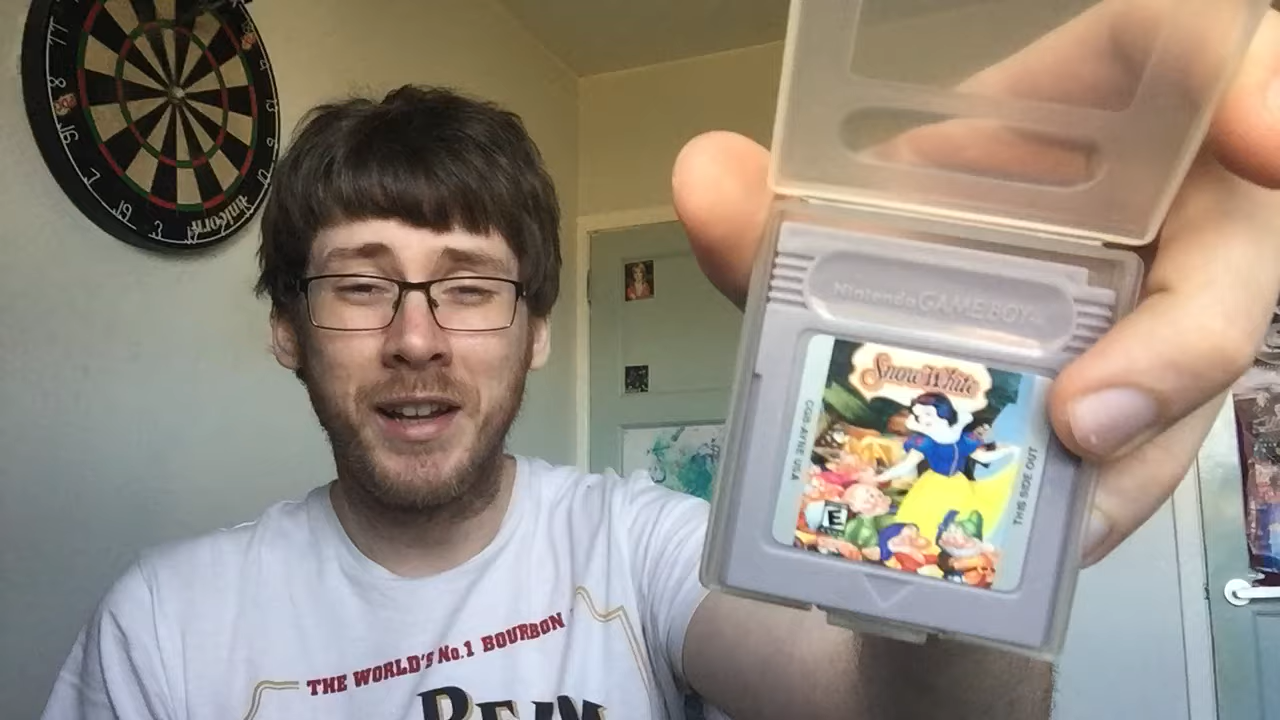 Unicorn
Nintendo GAME BOY
Snow White
CGB-AYNE USA
THIS SIDE OUT
E
THE WORLD'S No.1 BOURBON